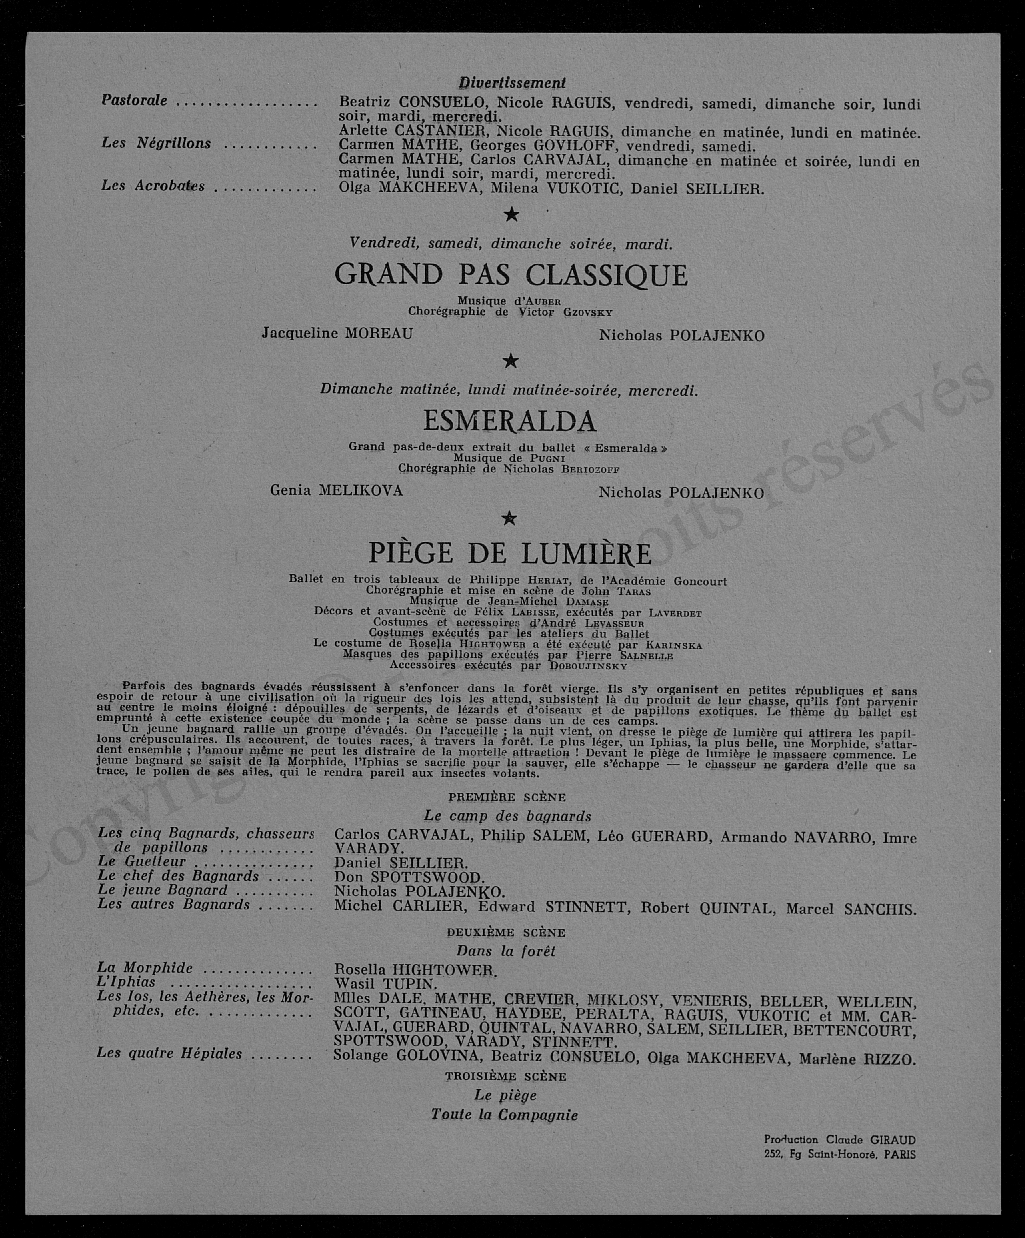 Divertissement
Pastorale .................. Beatriz CONSUELO, Nicole RAGUIS, vendredi, samedi, dimanche soir, lundi
soir, mardi, mercredi.
Arlette CASTANIER, Nicole RAGUIS, dimanche en matinée, lundi en matinée.
Les Négrillons ............ Carmen MATHE, Georges GOVILOFF, vendredi, samedi.
Carmen MATHE, Carlos CARVAJAL, dimanche en matinée et soirée, lundi en
matinée, lundi soir, mardi, mercredi.
Les Acrobates ............. Olga MAKCHEEVA, Milena VUKOTIC, Daniel SEILLIER.
★
Vendredi, samedi, dimanche soirée, mardi.
GRAND PAS CLASSIQUE
Musique d'AUBER
Chorégraphie de Victor GZOVSKY
Jacqueline MOREAU Nicholas POLAJENKO
★
Dimanche matinée, lundi matinée-soirée, mercredi.
ESMERALDA
Grand pas-de-deux extrait du ballet « Esmeralda »
Musique de PUGNI
Chorégraphie de Nicholas BERIOZOFF
Genia MELIKOVA Nicholas POLAJENKO
★
PIÈGE DE LUMIÈRE
Ballet en trois tableaux de Philippe HERIAT, de l'Académie Goncourt
Chorégraphie et mise en scène de John TARAS
Musique de Jean-Michel DAMASE
Décors et avant-scène de Félix LABISSE, exécutés par LAVERDET
Costumes et accessoires d'André LEVASSEUR
Costumes exécutés par les ateliers du Ballet
Le costume de Rosella HIGHTOWER a été exécuté par KARINSKA
Masques des papillons exécutés par Pierre SALNELLE
Accessoires exécutés par DOBOUJINSKY
Parfois des bagnards évadés réussissent à s'enfoncer dans la forêt vierge. Ils s'y organisent en petites républiques et sans
espoir de retour à une civilisation où la rigueur des lois les attend, subsistent là du produit de leur chasse, qu'ils font parvenir
au centre le moins éloigné : dépouilles de serpents, de lézards et d'oiseaux et de papillons exotiques. Le thème du ballet est
emprunté à cette existence coupée du monde ; la scène se passe dans un de ces camps.
Un jeune bagnard rallie un groupe d'évadés. On l'accueille ; la nuit vient, on dresse le piège de lumière qui attirera les papil-
lons crépusculaires. Ils accourent, de toutes races, à travers la forêt. Le plus léger, un Iphias, la plus belle, une Morphide, s'attar-
dent ensemble ; l'amour même ne peut les distraire de la mortelle attraction ! Devant le piège de lumière le massacre commence. Le
jeune bagnard se saisit de la Morphide, l'Iphias se sacrifie pour la sauver, elle s'échappe — le chasseur ne gardera d'elle que sa
trace, le pollen de ses ailes, qui le rendra pareil aux insectes volants.
PREMIÈRE SCÈNE
Le camp des bagnards
Les cinq Bagnards, chasseurs Carlos CARVAJAL, Philip SALEM, Léo GUERARD, Armando NAVARRO, Imre
de papillons ............ VARADY.
Le Guetteur ............... Daniel SEILLIER.
Le chef des Bagnards ...... Don SPOTTSWOOD.
Le jeune Bagnard .......... Nicholas POLAJENKO.
Les autres Bagnards ....... Michel CARLIER, Edward STINNETT, Robert QUINTAL, Marcel SANCHIS.
DEUXIÈME SCÈNE
Dans la forêt
La Morphide .............. Rosella HIGHTOWER.
L'Iphias .................. Wasil TUPIN.
Les Ios, les Aethères, les Mor- Mlles DALE, MATHE, CREVIER, MIKLOSY, VENIERIS, BELLER, WELLEIN,
phides, etc. ............. SCOTT, GATINEAU, HAYDEE, PERALTA, RAGUIS, VUKOTIC et MM. CAR-
VAJAL, GUERARD, QUINTAL, NAVARRO, SALEM, SEILLIER, BETTENCOURT,
SPOTTSWOOD, VARADY, STINNETT.
Les quatre Hépiales ........ Solange GOLOVINA, Beatriz CONSUELO, Olga MAKCHEEVA, Marlène RIZZO.
TROISIÈME SCÈNE
Le piège
Toute la Compagnie
Production Claude GIRAUD
252, Fg Saint-Honoré, PARIS